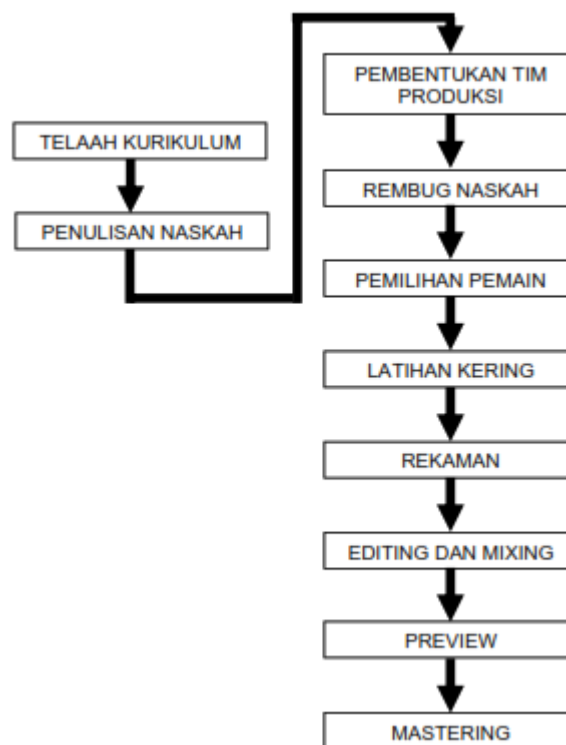 TELAAH KURIKULUM
PENULISAN NASKAH
PEMBENTUKAN TIM
PRODUKSI
REMBUG NASKAH
PEMILIHAN PEMAIN
LATIHAN KERING
REKAMAN
EDITING DAN MIXING
PREVIEW
MASTERING